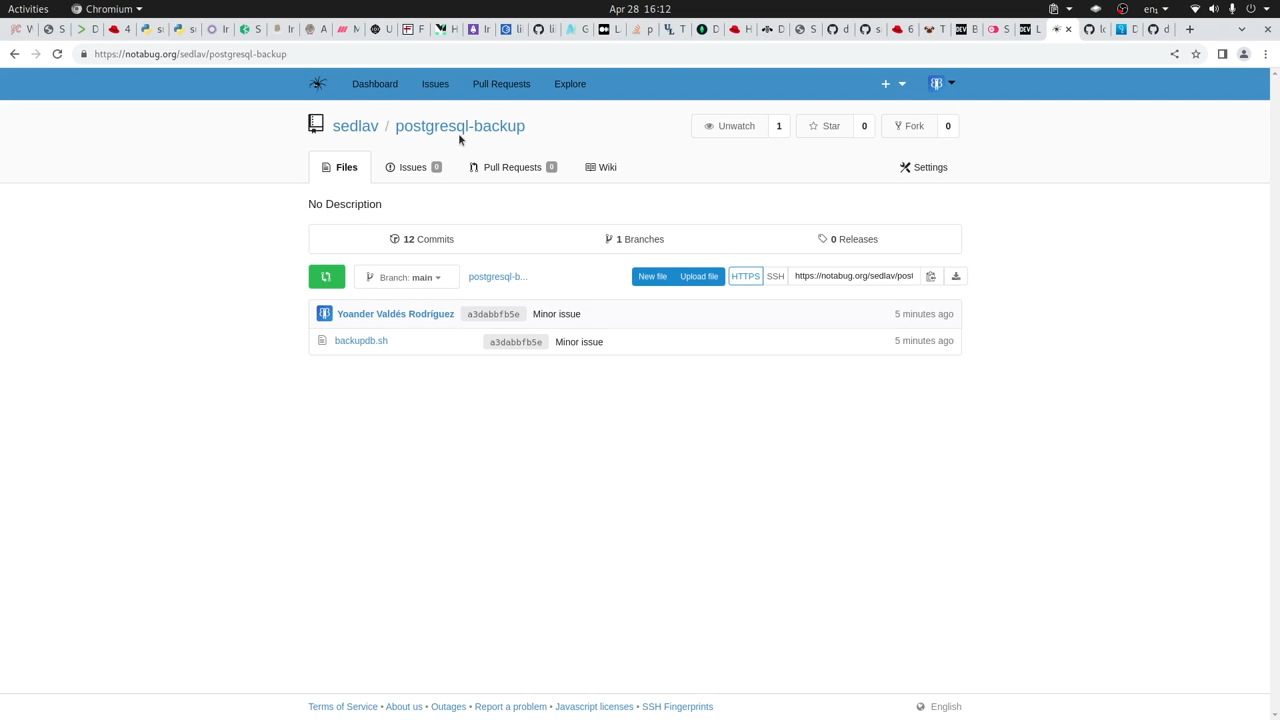 Activities Chromium Apr 28 16:12 en
https://notabug.org/sedlav/postgresql-backup
Dashboard Issues Pull Requests Explore
sedlav / postgresql-backup Unwatch 1 Star 0 Fork 0
Files Issues 0 Pull Requests 0 Wiki Settings
No Description
12 Commits 1 Branches 0 Releases
Branch: main postgresql-b... New file Upload file HTTPS SSH https://notabug.org/sedlav/post
Yoander Valdés Rodríguez a3dabbfb5e Minor issue 5 minutes ago
backupdb.sh a3dabbfb5e Minor issue 5 minutes ago
Terms of Service • About us • Outages • Report a problem • Javascript licenses • SSH Fingerprints English